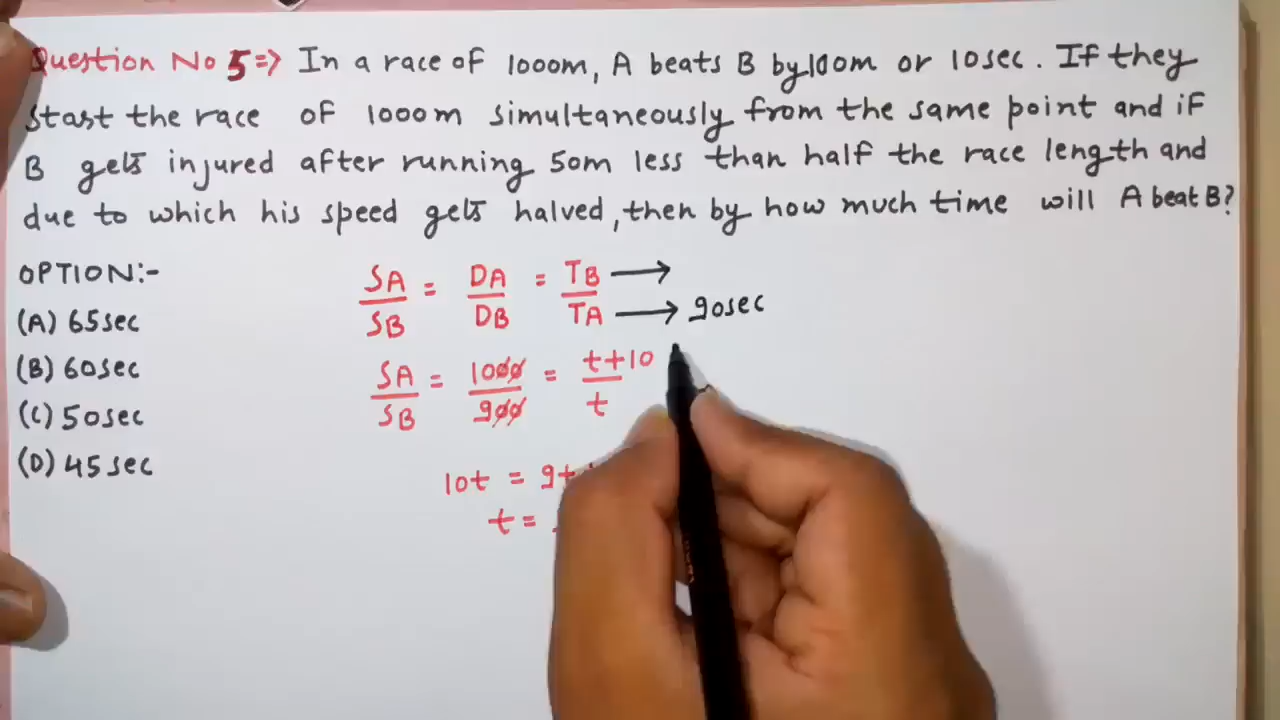 Question No 5=> In a race of 1000m, A beats B by 100m or 10sec. If they
start the race of 1000m simultaneously from the same point and if
B gets injured after running 50m less than half the race length and
due to which his speed gets halved, then by how much time will A beat B?
OPTION:-
(A) 65sec
(B) 60sec
(C) 50sec
(D) 45sec
SA/SB = DA/DB = TB/TA → → 90sec
SA/SB = 1000/900 = t+10/t
10t = 9t
t =